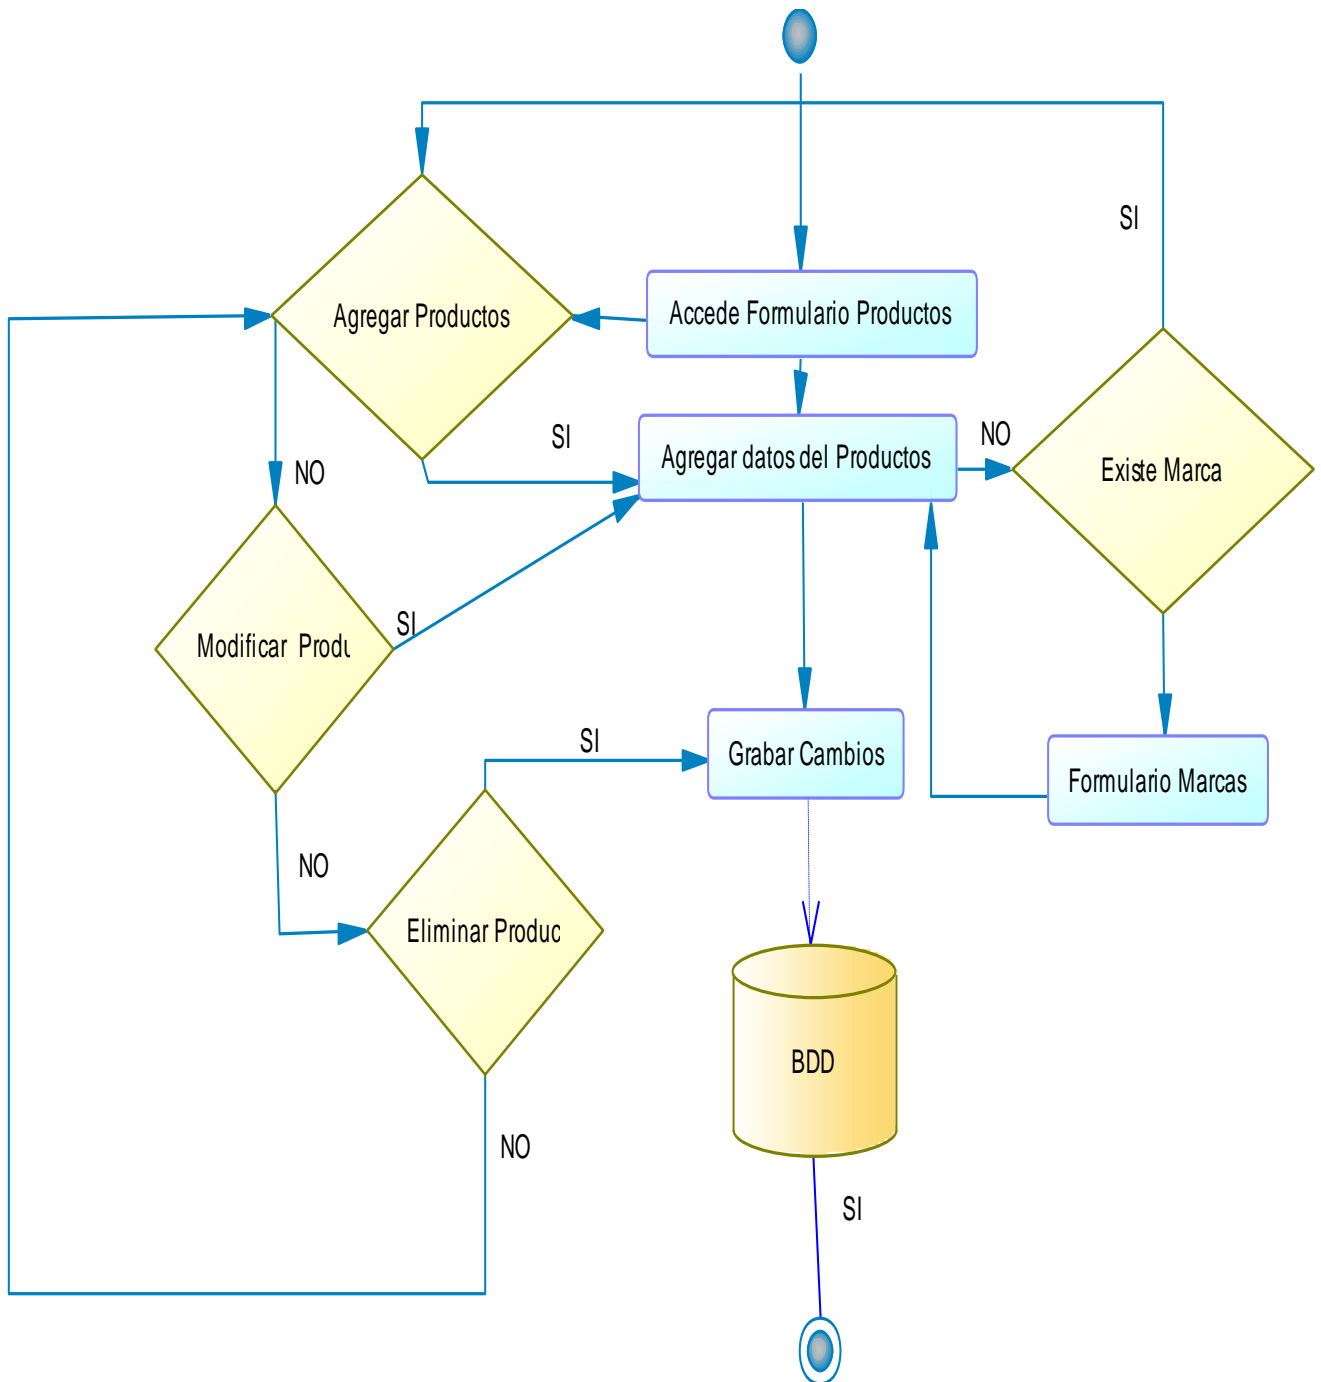 SI
Agregar Productos
Accede Formulario Productos
SI
NO
Agregar datos del Productos
NO
Existe Marca
SI
Modificar Produ
SI
Grabar Cambios
Formulario Marcas
NO
Eliminar Produc
BDD
NO
SI